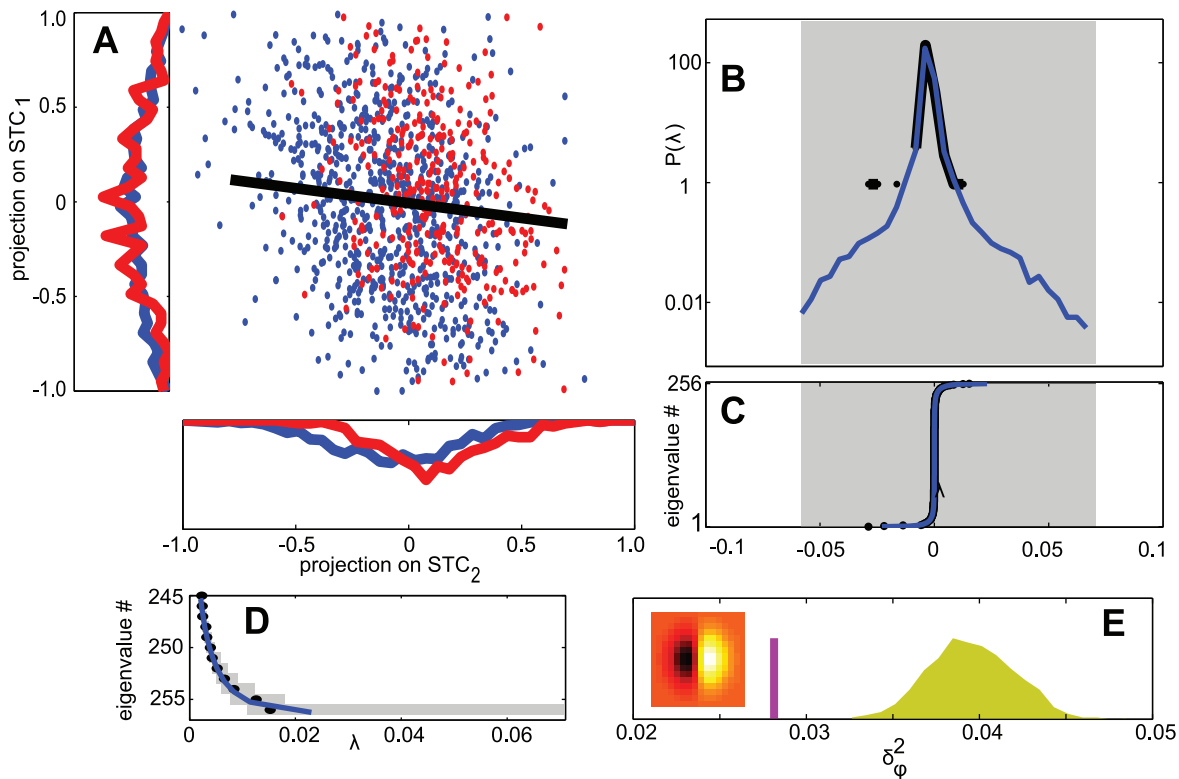 A
1.0
0.5
0
-0.5
-1.0
projection on STC1
-1.0
-0.5
0
0.5
1.0
projection on STC2
B
100
1
0.01
P(λ)
C
256
1
eigenvalue #
λ
-0.1
-0.05
0
0.05
0.1
D
245
250
255
eigenvalue #
0
0.02
0.04
0.06
λ
E
0.02
0.03
0.04
0.05
δ²φ